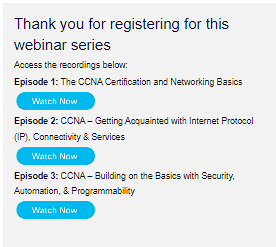 Thank you for registering for this
webinar series
Access the recordings below:
Episode 1: The CCNA Certification and Networking Basics
Watch Now
Episode 2: CCNA – Getting Acquainted with Internet Protocol
(IP), Connectivity & Services
Watch Now
Episode 3: CCNA – Building on the Basics with Security,
Automation, & Programmability
Watch Now